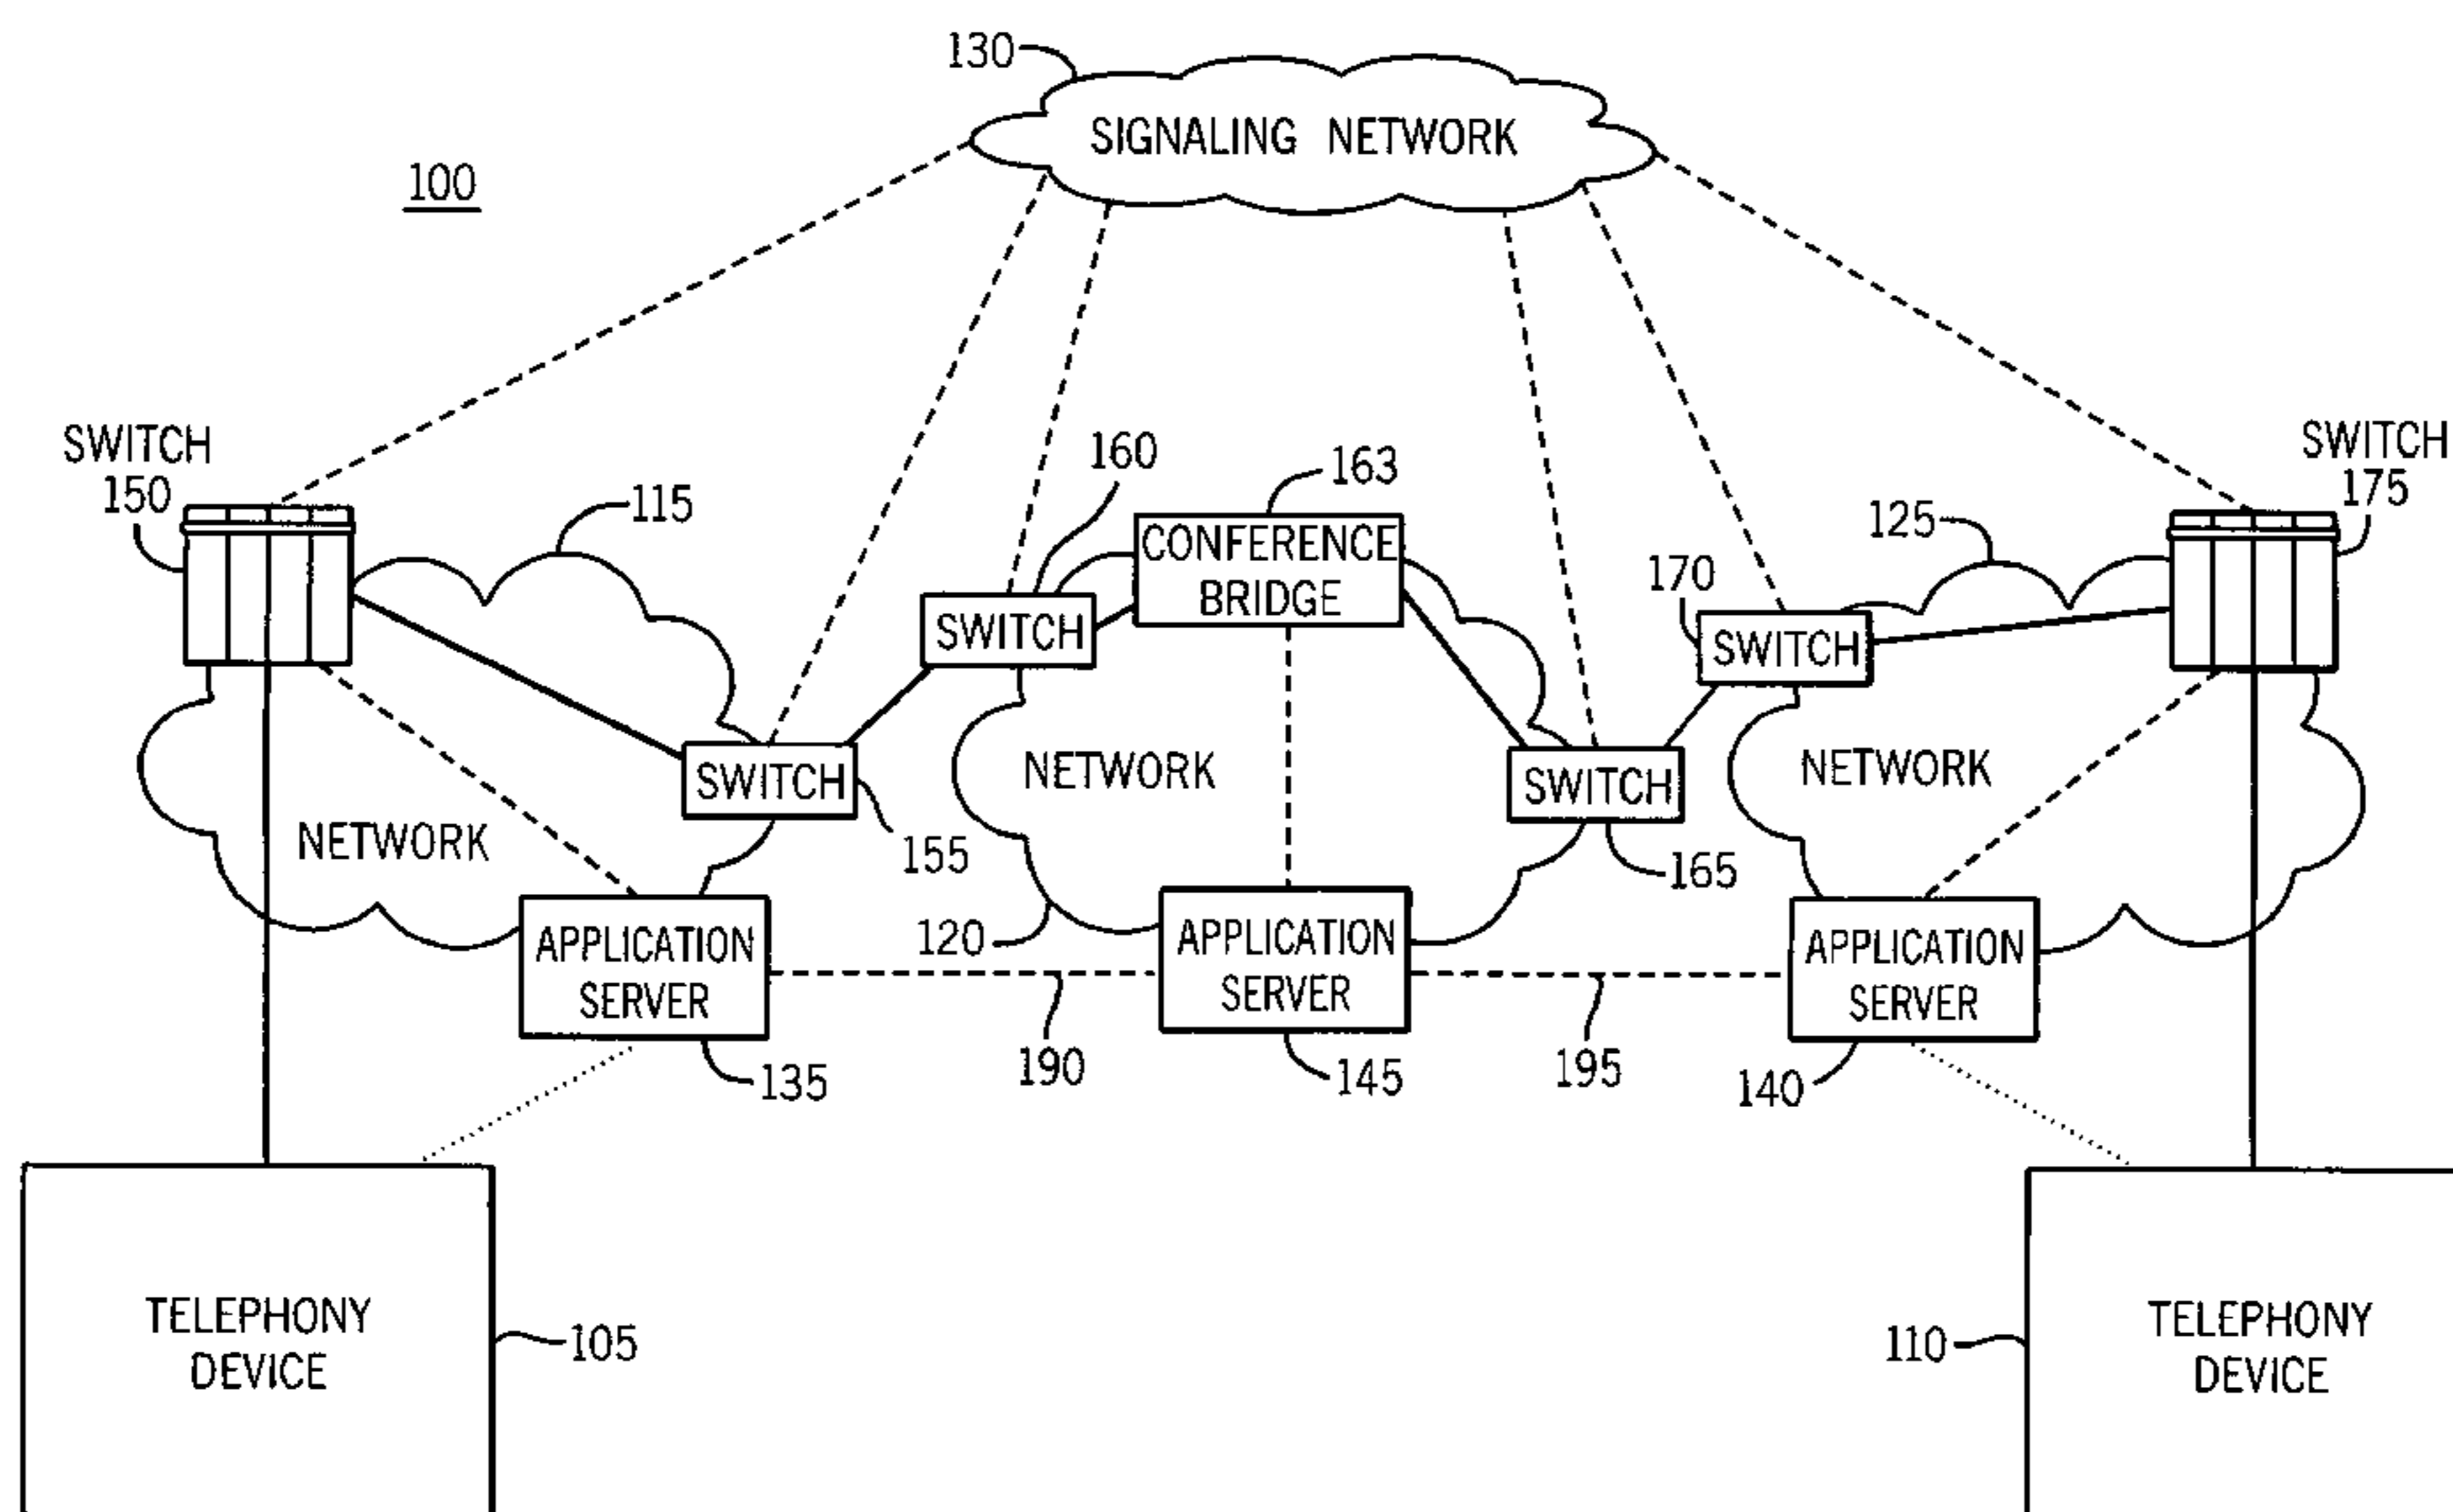 130
SIGNALING NETWORK
100
SWITCH
150
115
160
163
CONFERENCE
BRIDGE
SWITCH
125
170
SWITCH
SWITCH
175
SWITCH
NETWORK
155
NETWORK
SWITCH
165
NETWORK
120
APPLICATION
SERVER
135
190
APPLICATION
SERVER
145
195
APPLICATION
SERVER
140
TELEPHONY
DEVICE
105
110
TELEPHONY
DEVICE